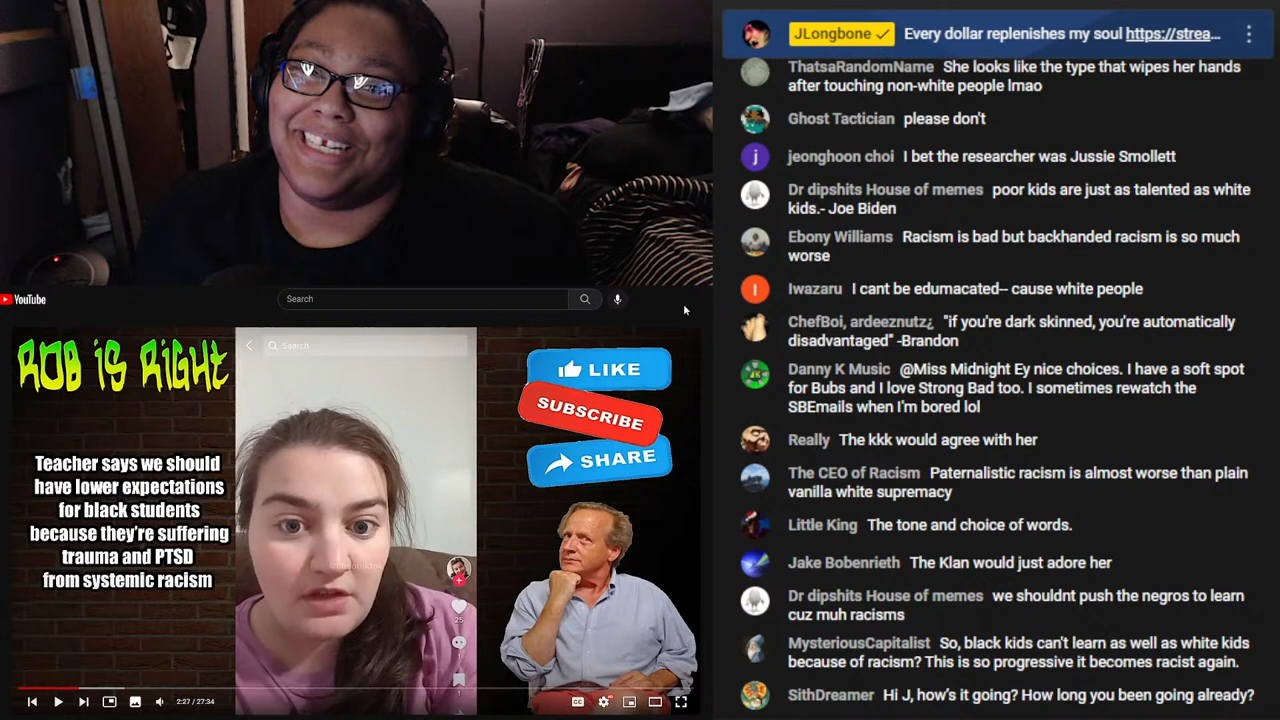 JLongbone ✓ Every dollar replenishes my soul https://strea...
ThatsaRandomName She looks like the type that wipes her hands
after touching non-white people lmao
Ghost Tactician please don't
jeonghoon choi I bet the researcher was Jussie Smollett
Dr dipshits House of memes poor kids are just as talented as white
kids.- Joe Biden
Ebony Williams Racism is bad but backhanded racism is so much
worse
Iwazaru I cant be edumacated-- cause white people
ChefBoi, ardeeznutz¿ "if you're dark skinned, you're automatically
disadvantaged" -Brandon
Danny K Music @Miss Midnight Ey nice choices. I have a soft spot
for Bubs and I love Strong Bad too. I sometimes rewatch the
SBEmails when I'm bored lol
Really The kkk would agree with her
The CEO of Racism Paternalistic racism is almost worse than plain
vanilla white supremacy
Little King The tone and choice of words.
Jake Bobenrieth The Klan would just adore her
Dr dipshits House of memes we shouldnt push the negros to learn
cuz muh racisms
MysteriousCapitalist So, black kids can't learn as well as white kids
because of racism? This is so progressive it becomes racist again.
SithDreamer Hi J, how's it going? How long you been going already?
YouTube
Search
ROB iS RiGHT
Search
LIKE
SUBSCRIBE
SHARE
Teacher says we should
have lower expectations
for black students
because they're suffering
trauma and PTSD
from systemic racism
25
1
2:27 / 27:34
CC
j
I